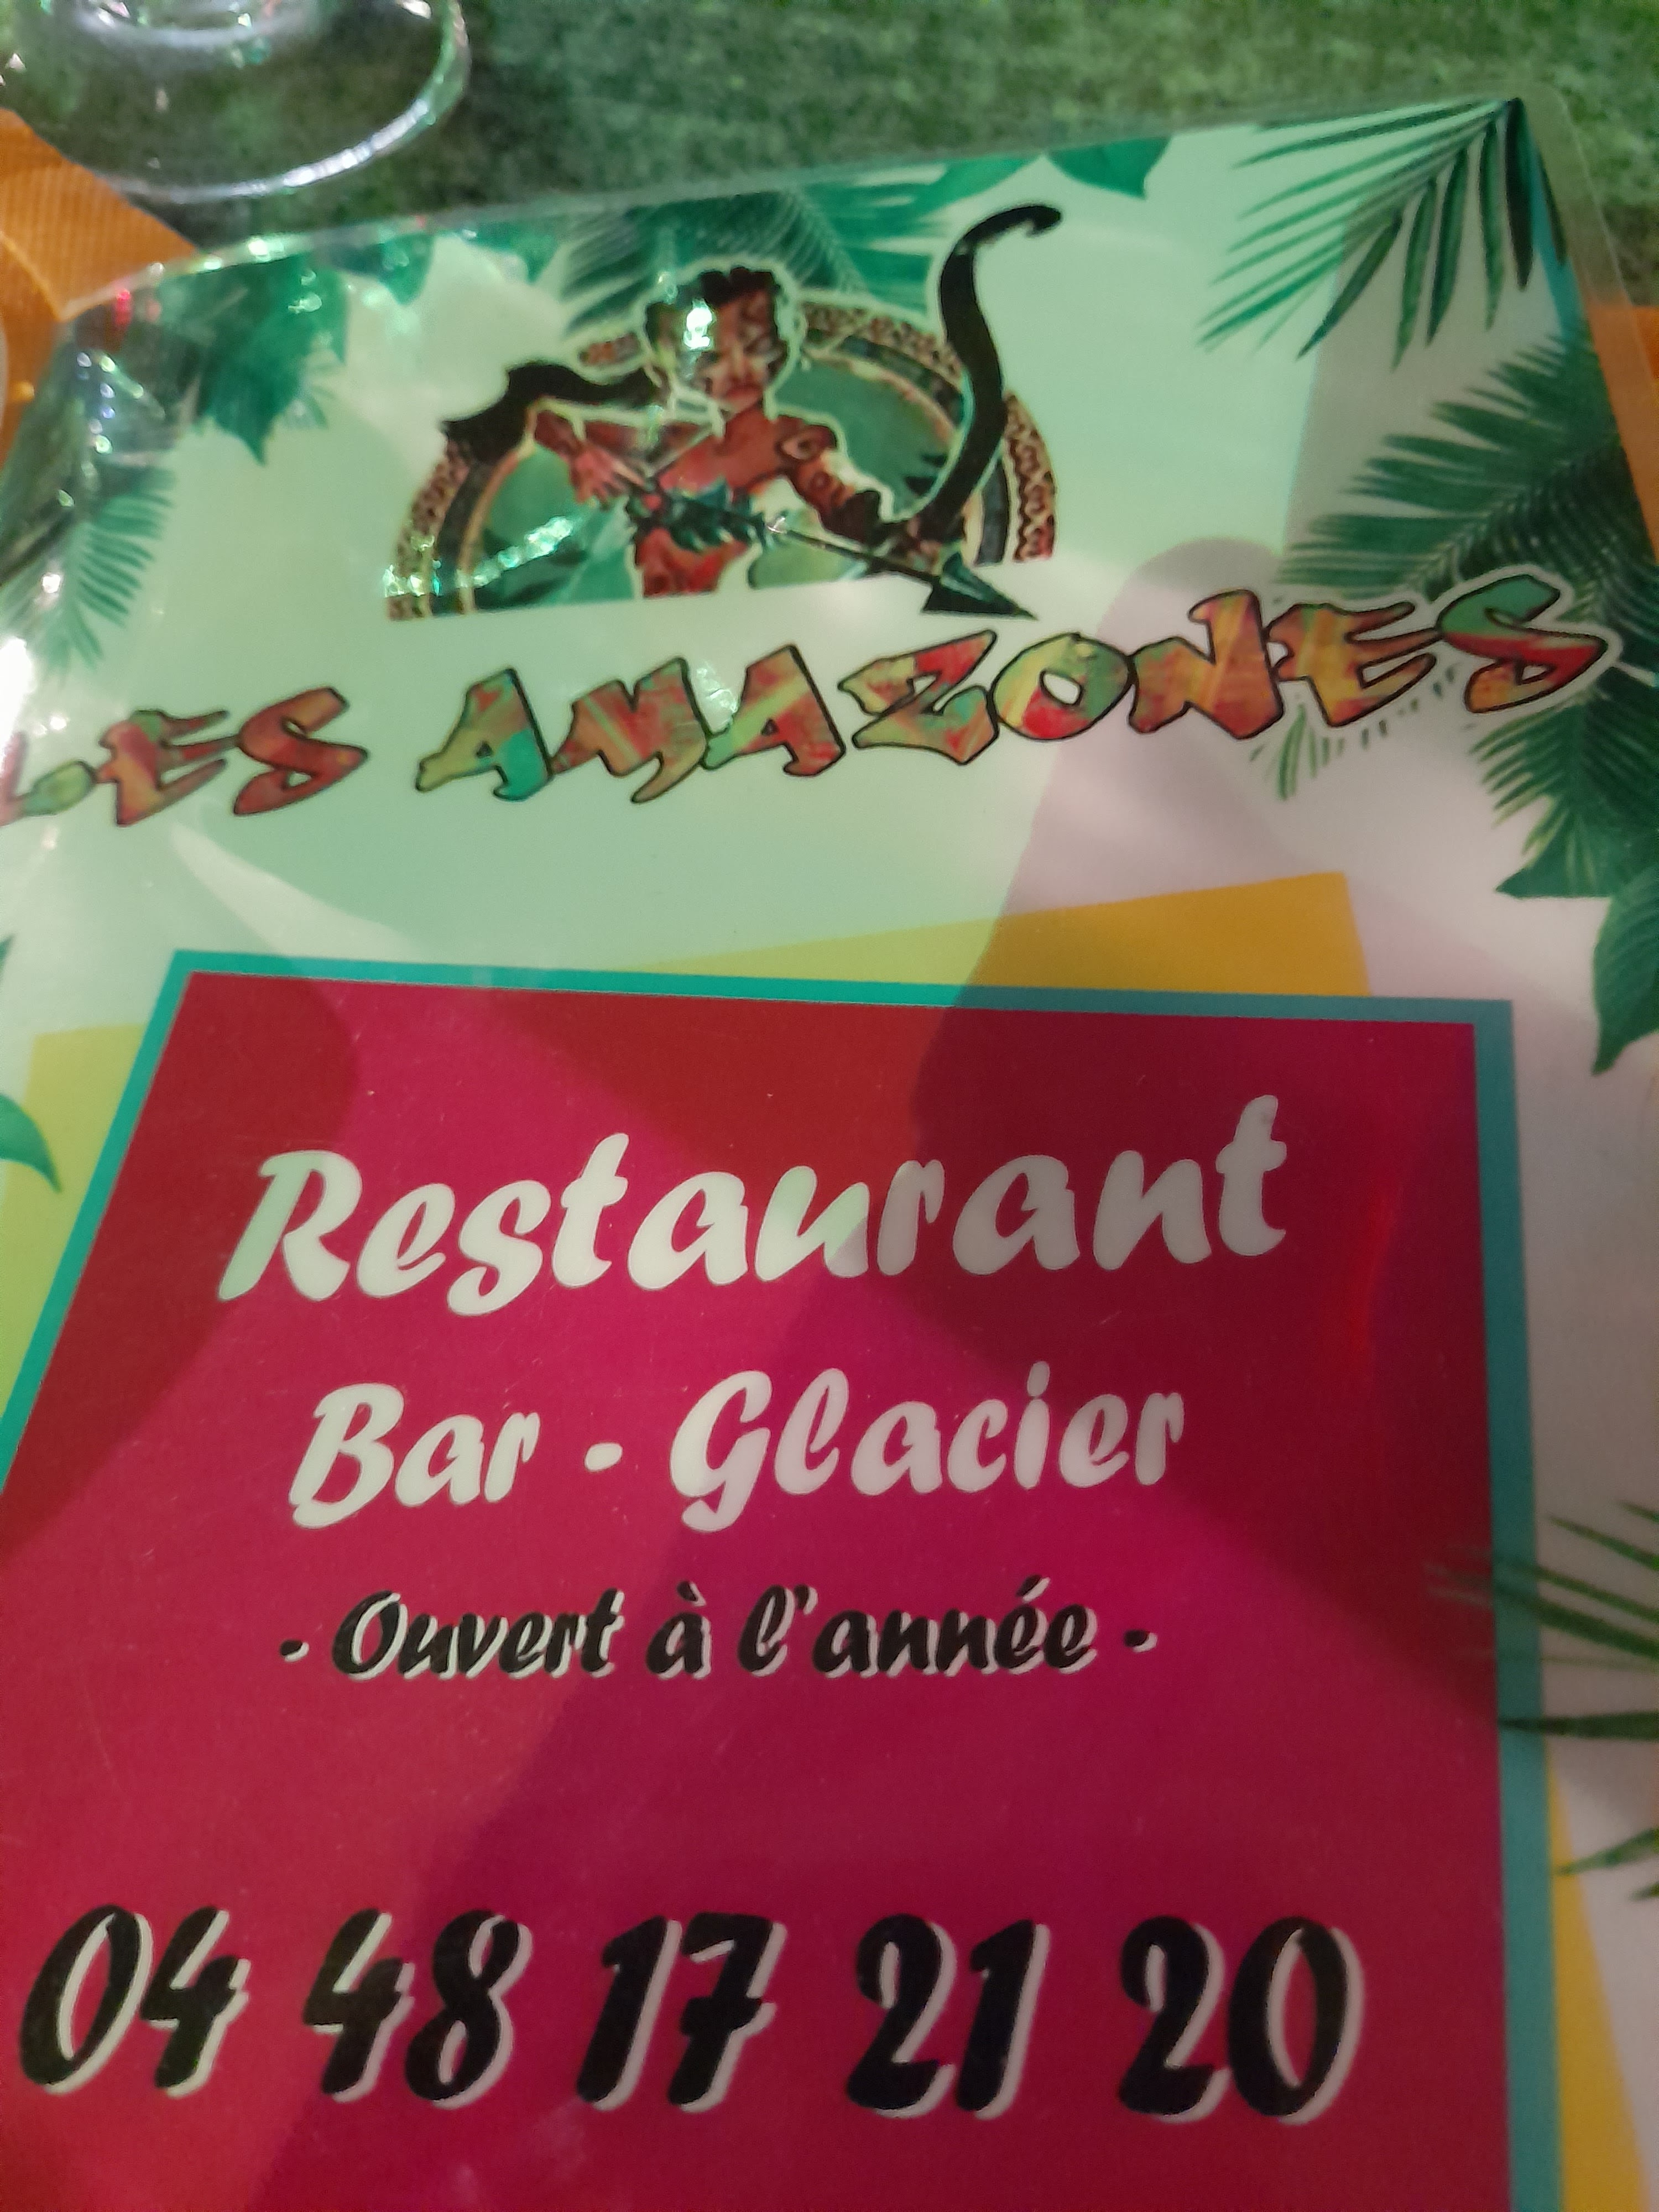 LES AMAZONES
Restaurant
Bar - Glacier
- Ouvert à l'année -
04 48 17 21 20